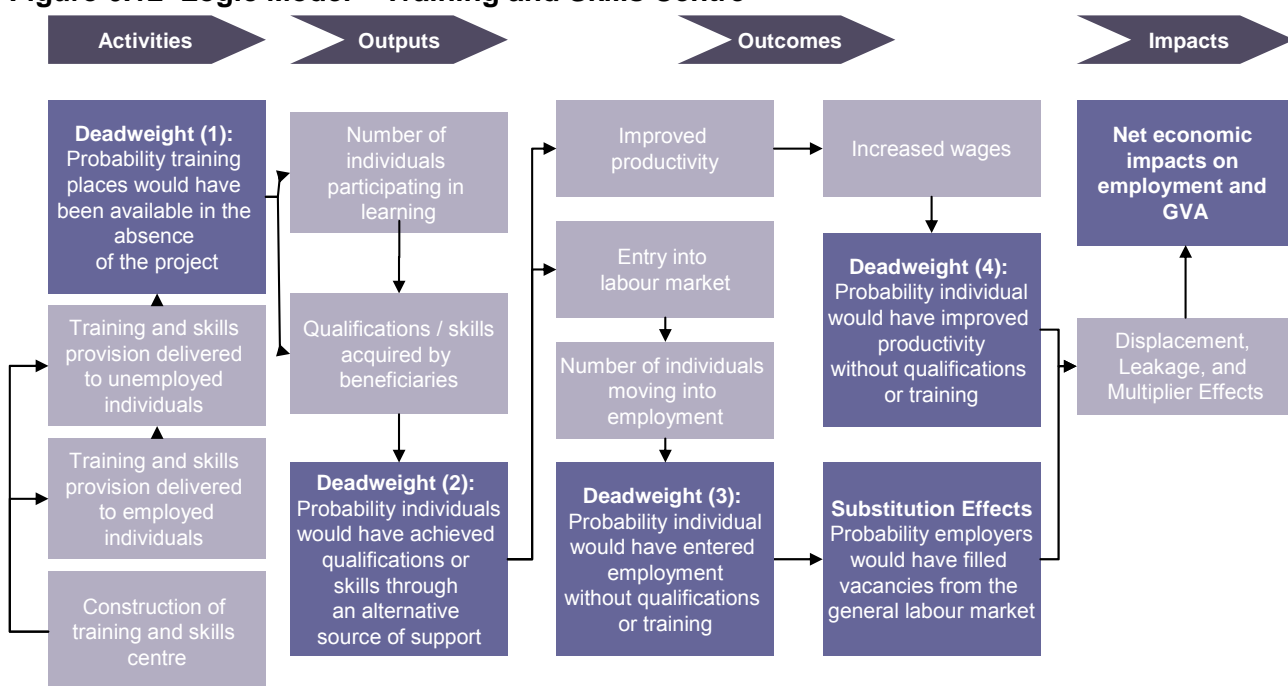 Logic Model – Training and Skills Centre
Activities
Outputs
Outcomes
Impacts
Deadweight (1):
Probability training
places would have
been available in the
absence
of the project
Training and skills
provision delivered
to unemployed
individuals
Training and skills
provision delivered
to employed
individuals
Construction of
training and skills
centre
Number of
individuals
participating in
learning
Qualifications / skills
acquired by
beneficiaries
Deadweight (2):
Probability individuals
would have achieved
qualifications or
skills through
an alternative
source of support
Improved
productivity
Entry into
labour market
Number of individuals
moving into
employment
Deadweight (3):
Probability individual
would have entered
employment
without qualifications
or training
Increased wages
Deadweight (4):
Probability individual
would have improved
productivity
without qualifications
or training
Substitution Effects
Probability employers
would have filled
vacancies from the
general labour market
Net economic
impacts on
employment and
GVA
Displacement,
Leakage, and
Multiplier Effects